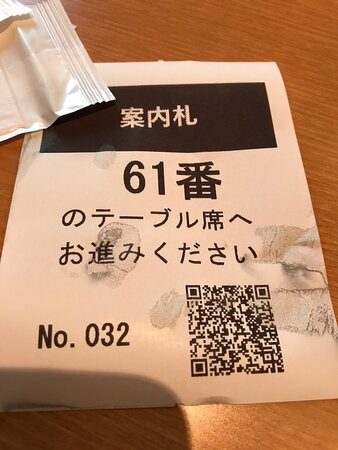 案内札
61番
のテーブル席へ
お進みください
No. 032